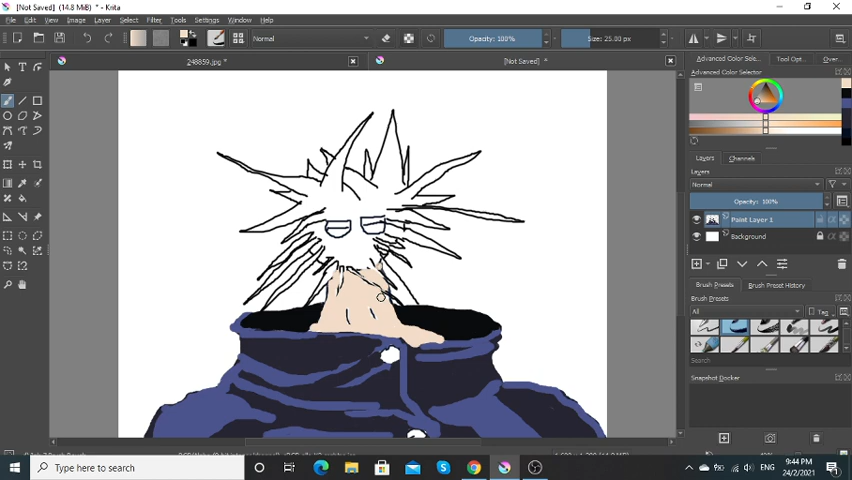 [Not Saved] (14.8 MiB) * - Krita
File Edit View Image Layer Select Filter Tools Settings Window Help
Normal Opacity: 100% Size: 25.00 px
248859.jpg * [Not Saved] *
Advanced Color Selec... Tool Opt... Over...
Advanced Color Selector
Layers Channels
Layers
Normal
Opacity: 100%
Paint Layer 1
Background
Brush Presets Brush Preset History
Brush Presets
All Tag
Search
Snapshot Docker
Type here to search
ENG
9:44 PM
24/2/2021